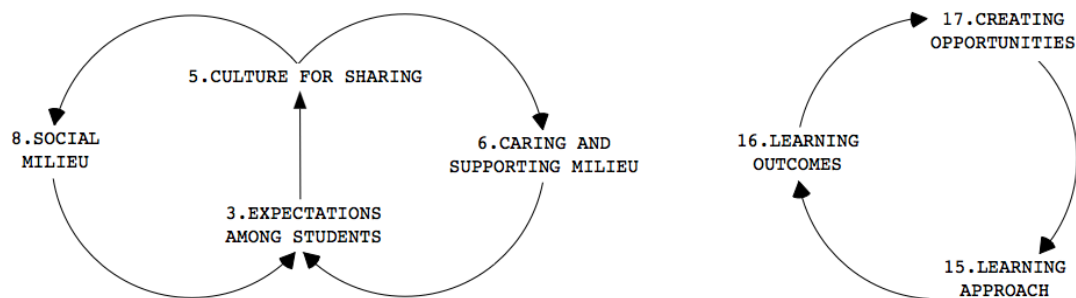 5.CULTURE FOR SHARING
8.SOCIAL
MILIEU
6.CARING AND
SUPPORTING MILIEU
3.EXPECTATIONS
AMONG STUDENTS
17.CREATING
OPPORTUNITIES
16.LEARNING
OUTCOMES
15.LEARNING
APPROACH